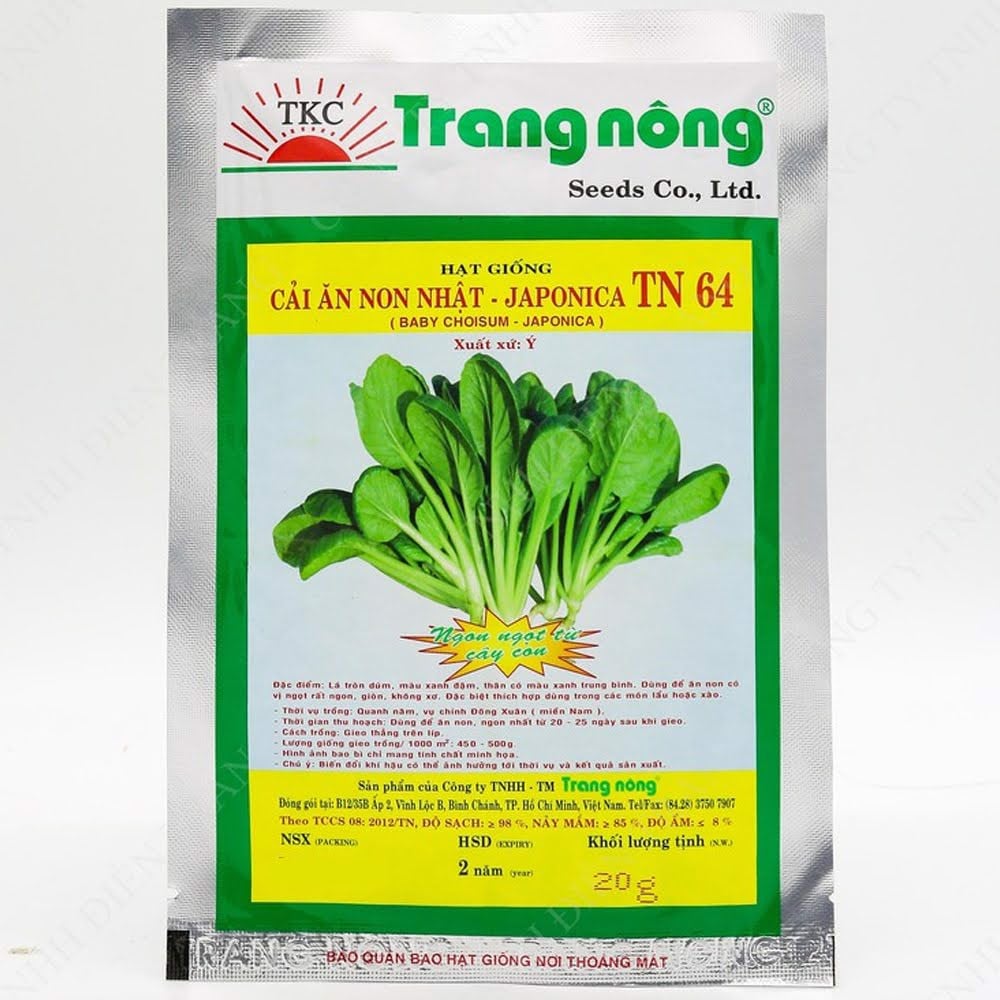 TKC
Trang nông®
Seeds Co., Ltd.
HẠT GIỐNG
CẢI ĂN NON NHẬT - JAPONICA TN 64
( BABY CHOISUM - JAPONICA )
Xuất xứ: Ý
Ngon ngọt từ
cây con
Đặc điểm: Lá tròn dúm, màu xanh đậm, thân có màu xanh trung bình. Dùng để ăn non có
vị ngọt rất ngon, giòn, không xơ. Đặc biệt thích hợp dùng trong các món lẩu hoặc xào.
- Thời vụ trồng: Quanh năm, vụ chính Đông Xuân ( miền Nam ).
- Thời gian thu hoạch: Dùng để ăn non, ngon nhất từ 20 - 25 ngày sau khi gieo.
- Cách trồng: Gieo thẳng trên líp.
- Lượng giống gieo trồng/ 1000 m²: 450 - 500g.
- Hình ảnh bao bì chỉ mang tính chất minh họa.
- Chú ý: Biến đổi khí hậu có thể ảnh hưởng tới thời vụ và kết quả sản xuất.
Sản phẩm của Công ty TNHH - TM Trang nông®
Đóng gói tại: B12/35B Ấp 2, Vĩnh Lộc B, Bình Chánh, TP. Hồ Chí Minh, Việt Nam. Tel/Fax: (84.28) 3750 7907
Theo TCCS 08: 2012/TN, ĐỘ SẠCH: ≥ 98 %, NẢY MẦM: ≥ 85 %, ĐỘ ẨM: ≤ 8 %
NSX (PACKING) HSD (EXPIRY) Khối lượng tịnh (N.W.)
2 năm (year) 20g
BẢO QUẢN BAO HẠT GIỐNG NƠI THOÁNG MÁT